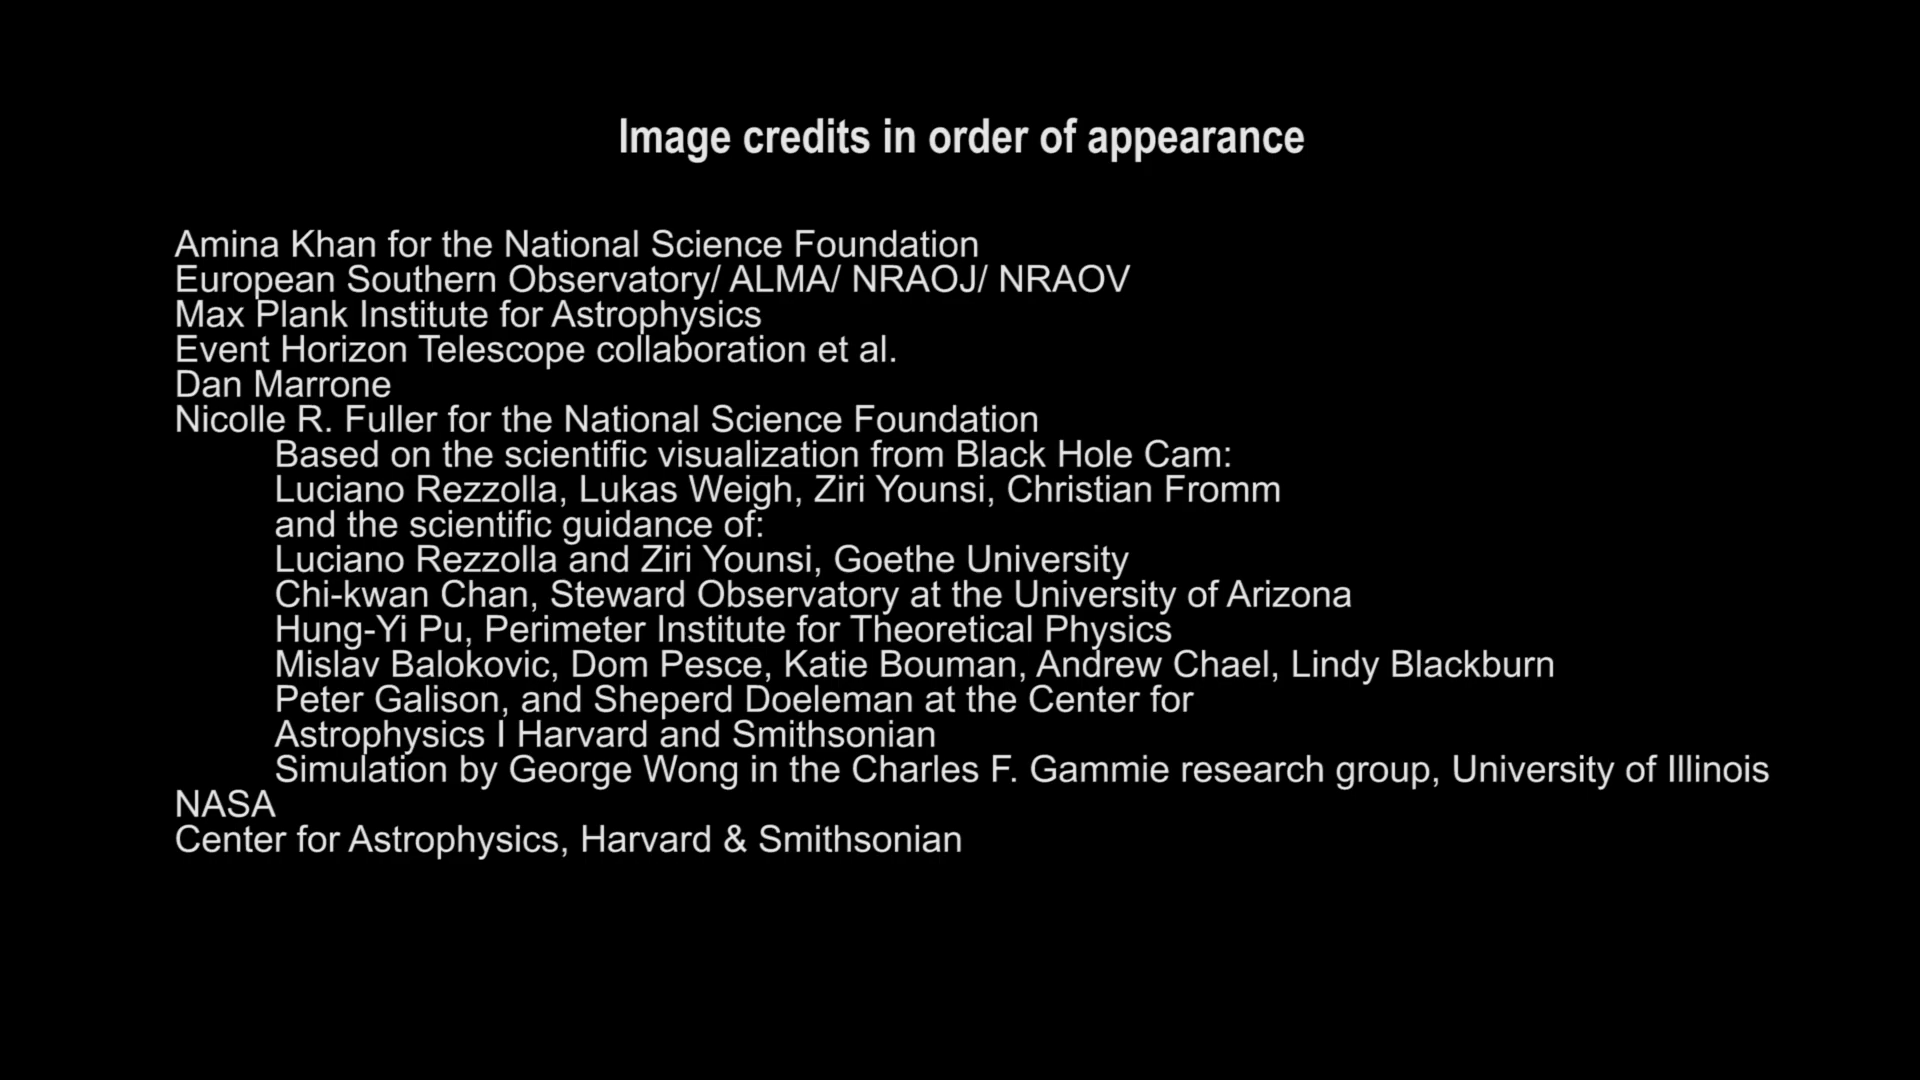 Image credits in order of appearance
Amina Khan for the National Science Foundation
European Southern Observatory/ ALMA/ NRAOJ/ NRAOV
Max Plank Institute for Astrophysics
Event Horizon Telescope collaboration et al.
Dan Marrone
Nicolle R. Fuller for the National Science Foundation
Based on the scientific visualization from Black Hole Cam:
Luciano Rezzolla, Lukas Weigh, Ziri Younsi, Christian Fromm
and the scientific guidance of:
Luciano Rezzolla and Ziri Younsi, Goethe University
Chi-kwan Chan, Steward Observatory at the University of Arizona
Hung-Yi Pu, Perimeter Institute for Theoretical Physics
Mislav Balokovic, Dom Pesce, Katie Bouman, Andrew Chael, Lindy Blackburn
Peter Galison, and Sheperd Doeleman at the Center for
Astrophysics I Harvard and Smithsonian
Simulation by George Wong in the Charles F. Gammie research group, University of Illinois
NASA
Center for Astrophysics, Harvard & Smithsonian